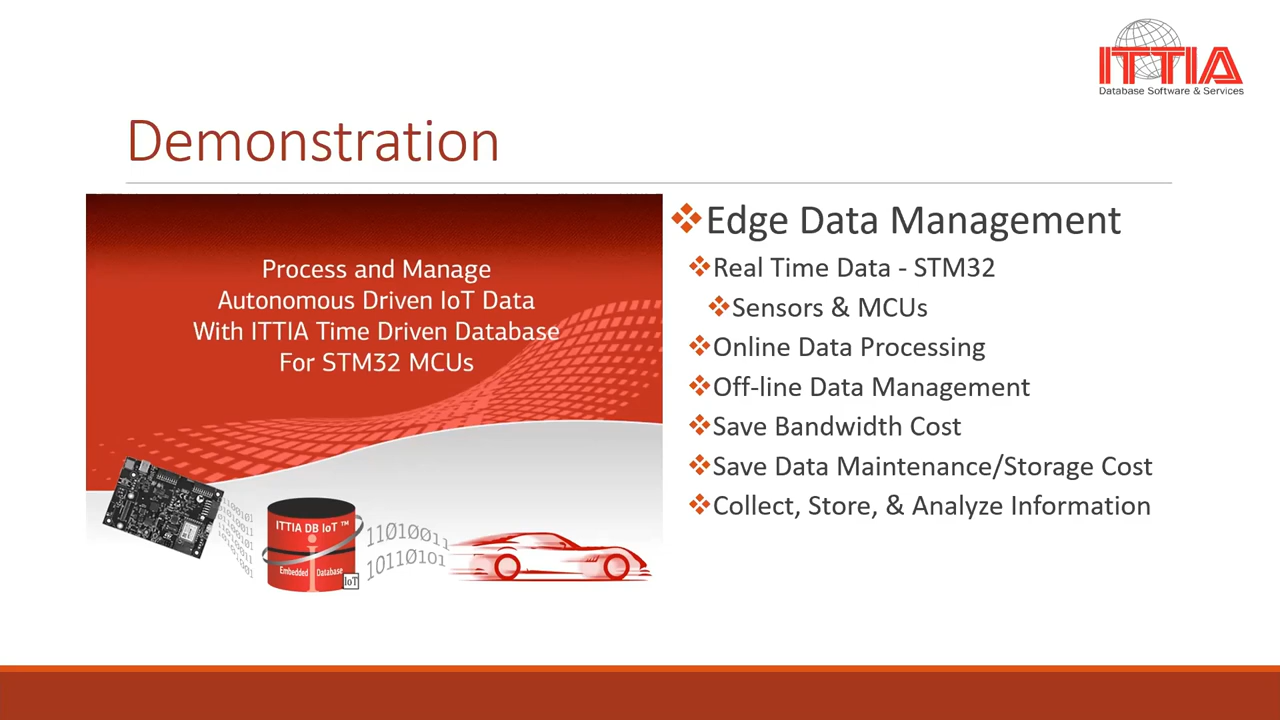 ITTIA
Database Software & Services
Demonstration
Process and Manage
Autonomous Driven IoT Data
With ITTIA Time Driven Database
For STM32 MCUs
ITTIA DB IoT ™
Embedded Database
IoT
11010011
10110101
Edge Data Management
Real Time Data - STM32
Sensors & MCUs
Online Data Processing
Off-line Data Management
Save Bandwidth Cost
Save Data Maintenance/Storage Cost
Collect, Store, & Analyze Information